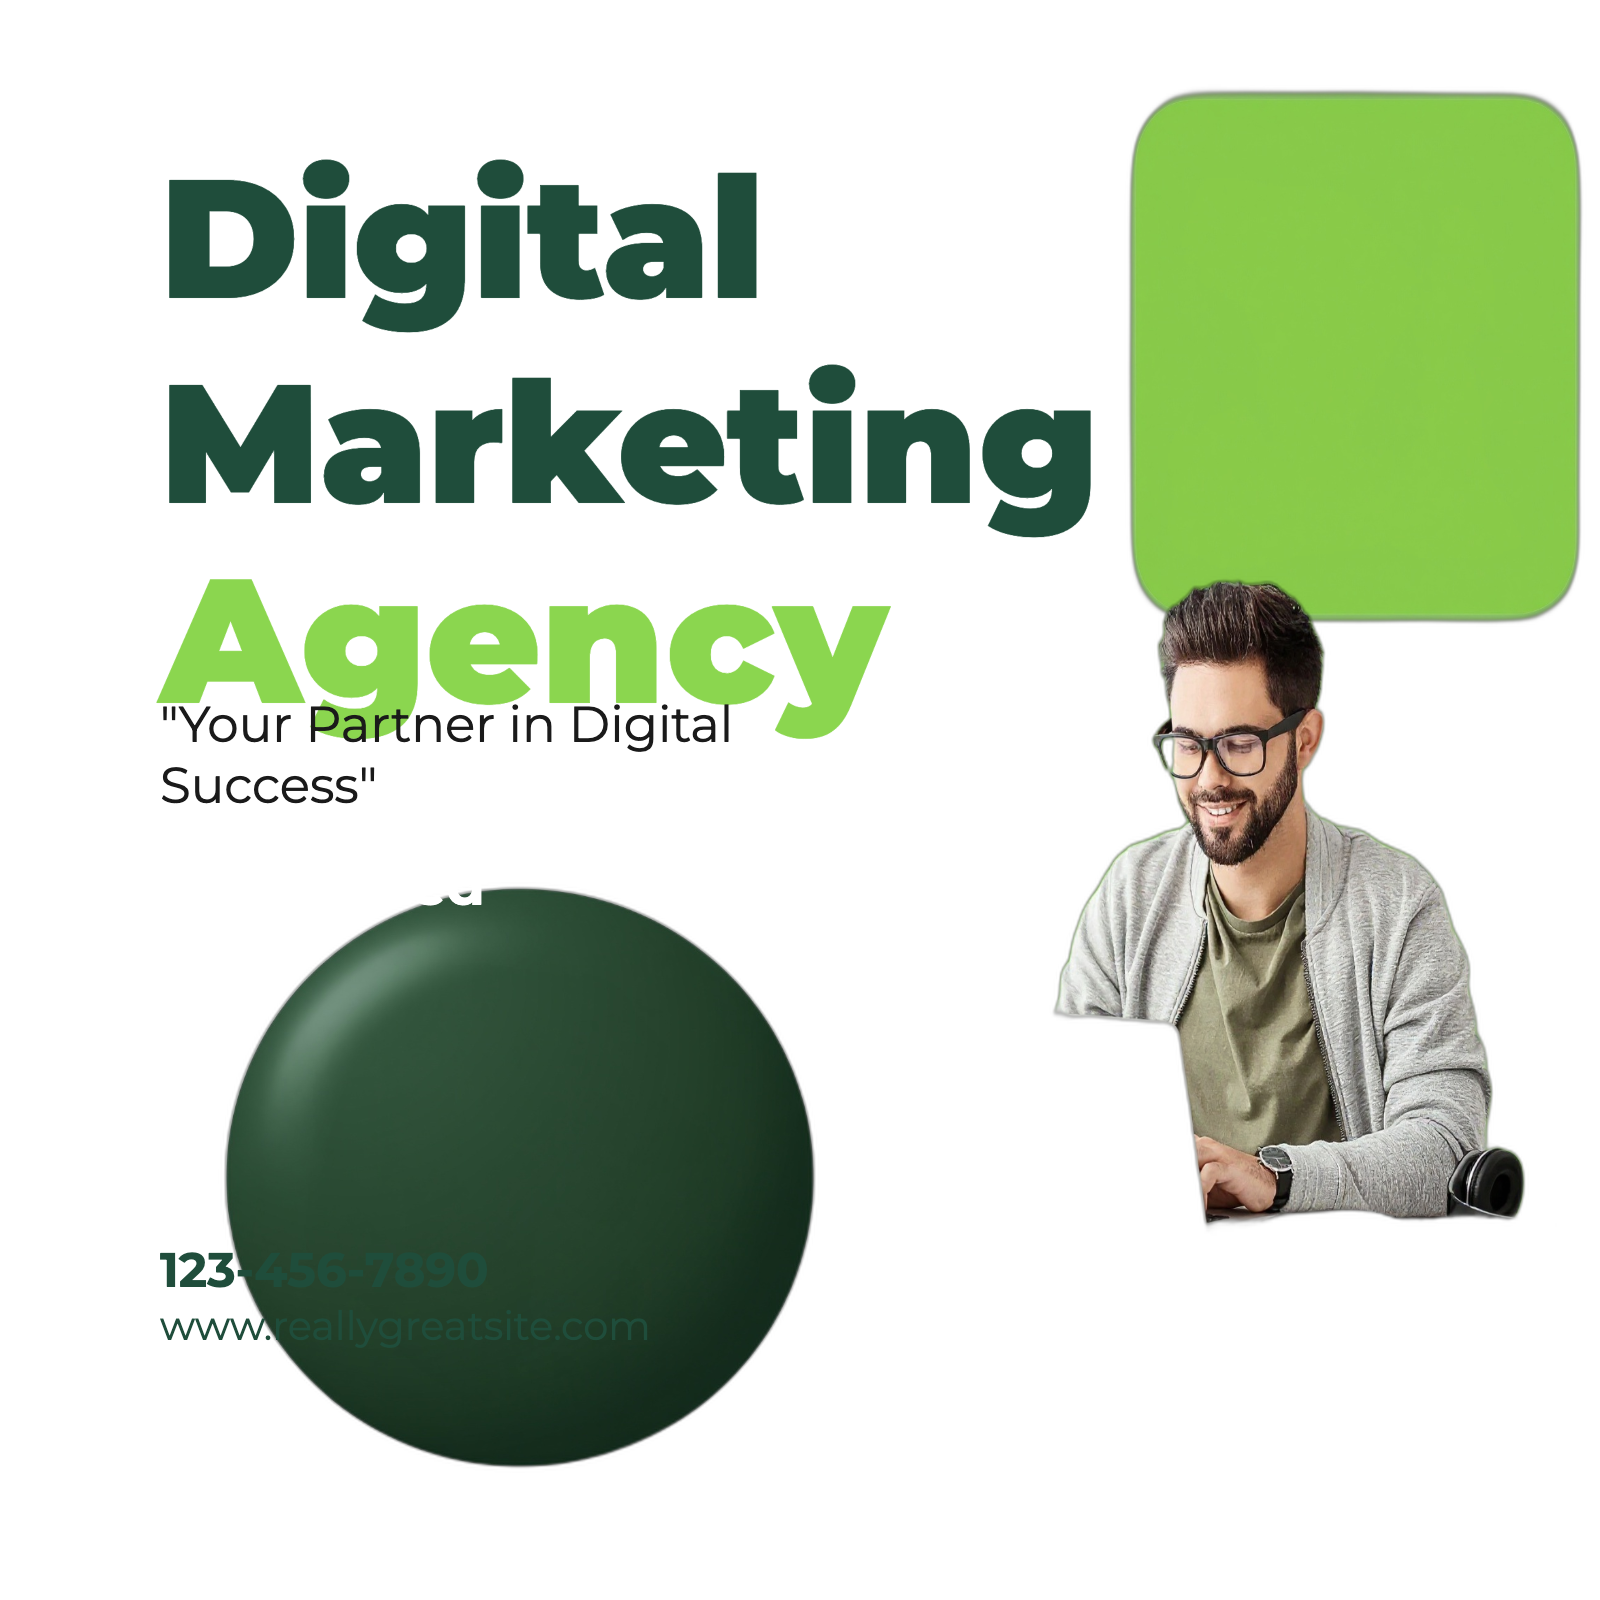 Digital
Marketing
Agency
"Your Partner in Digital
Success"
123-456-7890
www.reallygreatsite.com